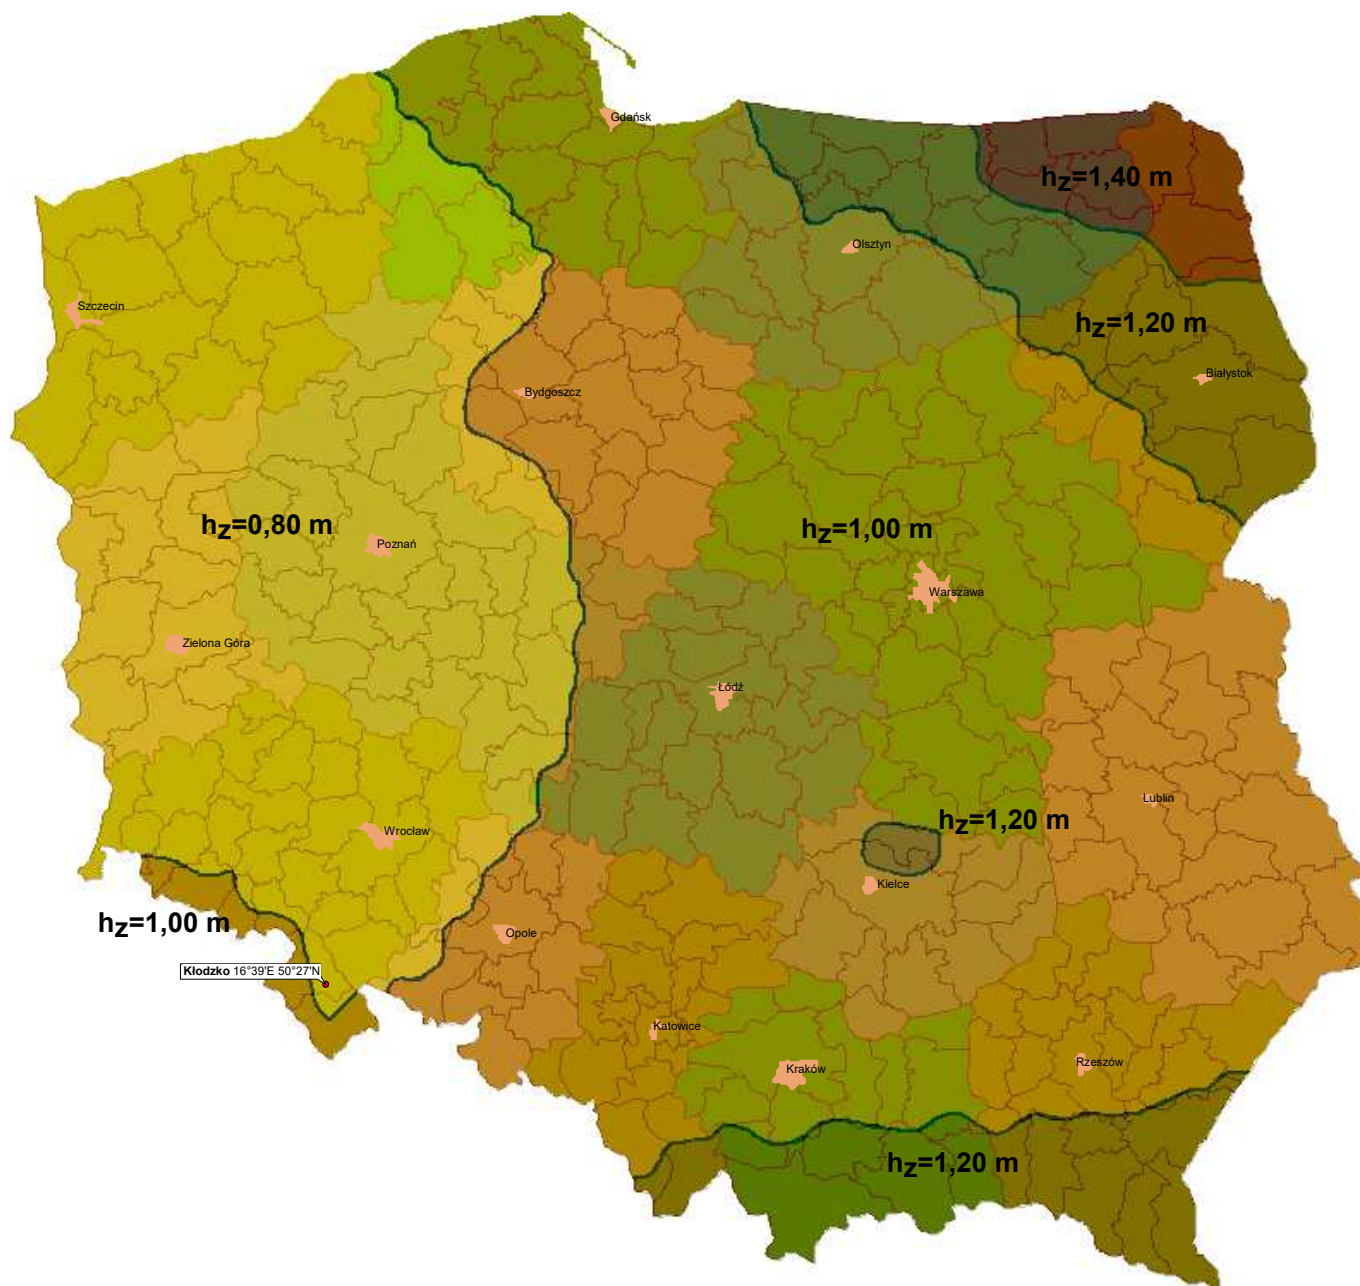 Gdańsk
hz=1,40 m
Olsztyn
Szczecin
hz=1,20 m
Białystok
Bydgoszcz
hz=0,80 m
hz=1,00 m
Poznań
Warszawa
Zielona Góra
Łódź
Lublin
hz=1,20 m
Wrocław
Kielce
hz=1,00 m
Opole
Kłodzko 16°39'E 50°27'N
Katowice
Kraków
Rzeszów
hz=1,20 m